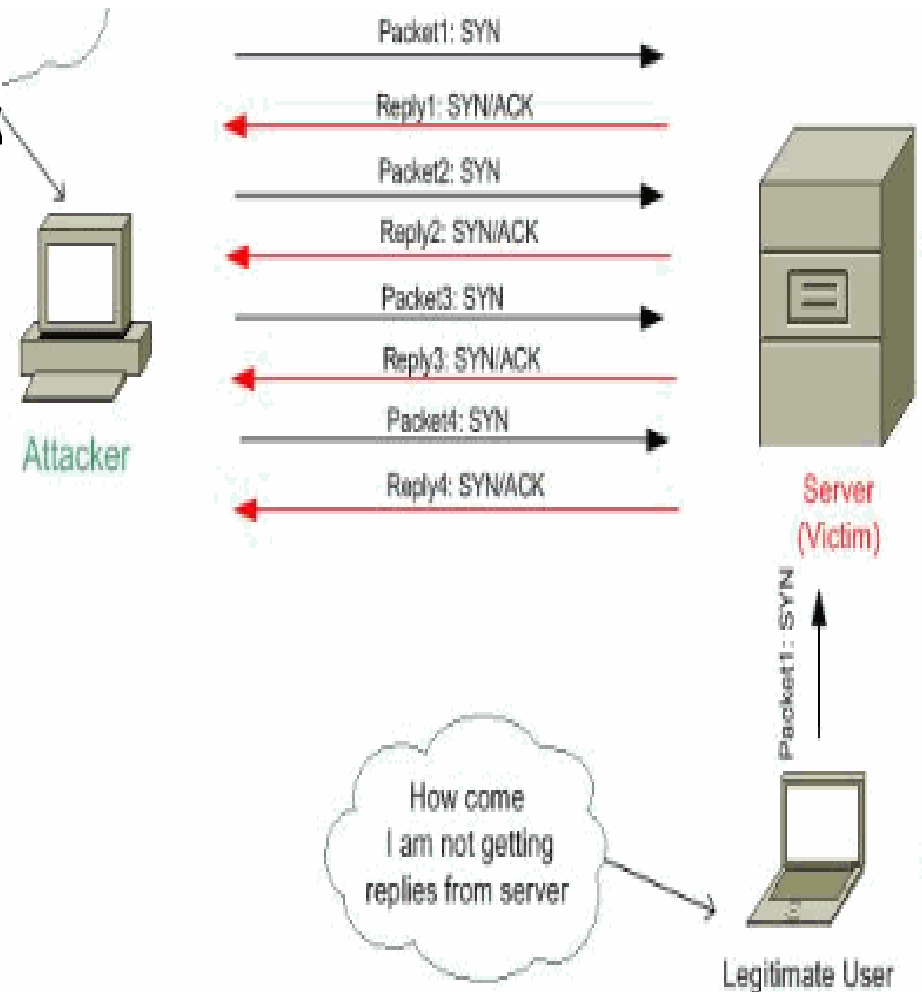 Packet1: SYN
Reply1: SYN/ACK
Packet2: SYN
Reply2: SYN/ACK
Packet3: SYN
Reply3: SYN/ACK
Packet4: SYN
Reply4: SYN/ACK
Attacker
Server
(Victim)
Packet1: SYN
How come
I am not getting
replies from server
Legitimate User